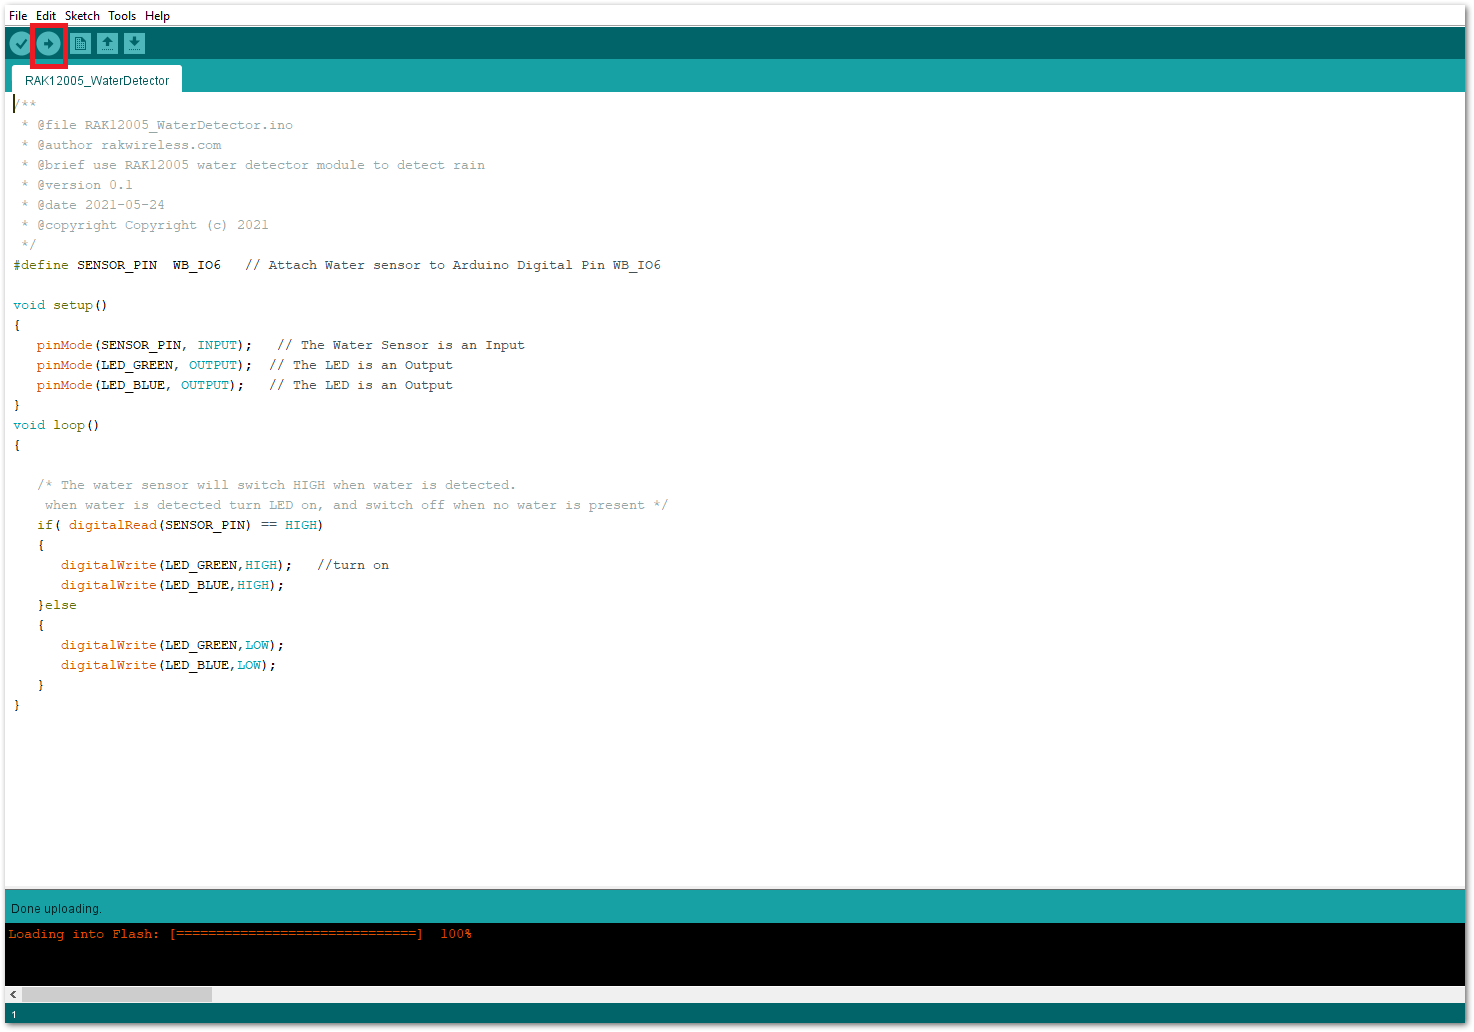 File Edit Sketch Tools Help
RAK12005_WaterDetector
/**
 * @file RAK12005_WaterDetector.ino
 * @author rakwireless.com
 * @brief use RAK12005 water detector module to detect rain
 * @version 0.1
 * @date 2021-05-24
 * @copyright Copyright (c) 2021
 */
#define SENSOR_PIN  WB_IO6   // Attach Water sensor to Arduino Digital Pin WB_IO6
void setup()
{
   pinMode(SENSOR_PIN, INPUT);   // The Water Sensor is an Input
   pinMode(LED_GREEN, OUTPUT);  // The LED is an Output
   pinMode(LED_BLUE, OUTPUT);   // The LED is an Output
}
void loop()
{
   /* The water sensor will switch HIGH when water is detected.
    when water is detected turn LED on, and switch off when no water is present */
   if( digitalRead(SENSOR_PIN) == HIGH)
   {
      digitalWrite(LED_GREEN,HIGH);   //turn on
      digitalWrite(LED_BLUE,HIGH);
   }else
   {
      digitalWrite(LED_GREEN,LOW);
      digitalWrite(LED_BLUE,LOW);
   }
}
Done uploading.
Loading into Flash: [==============================]  100%
1